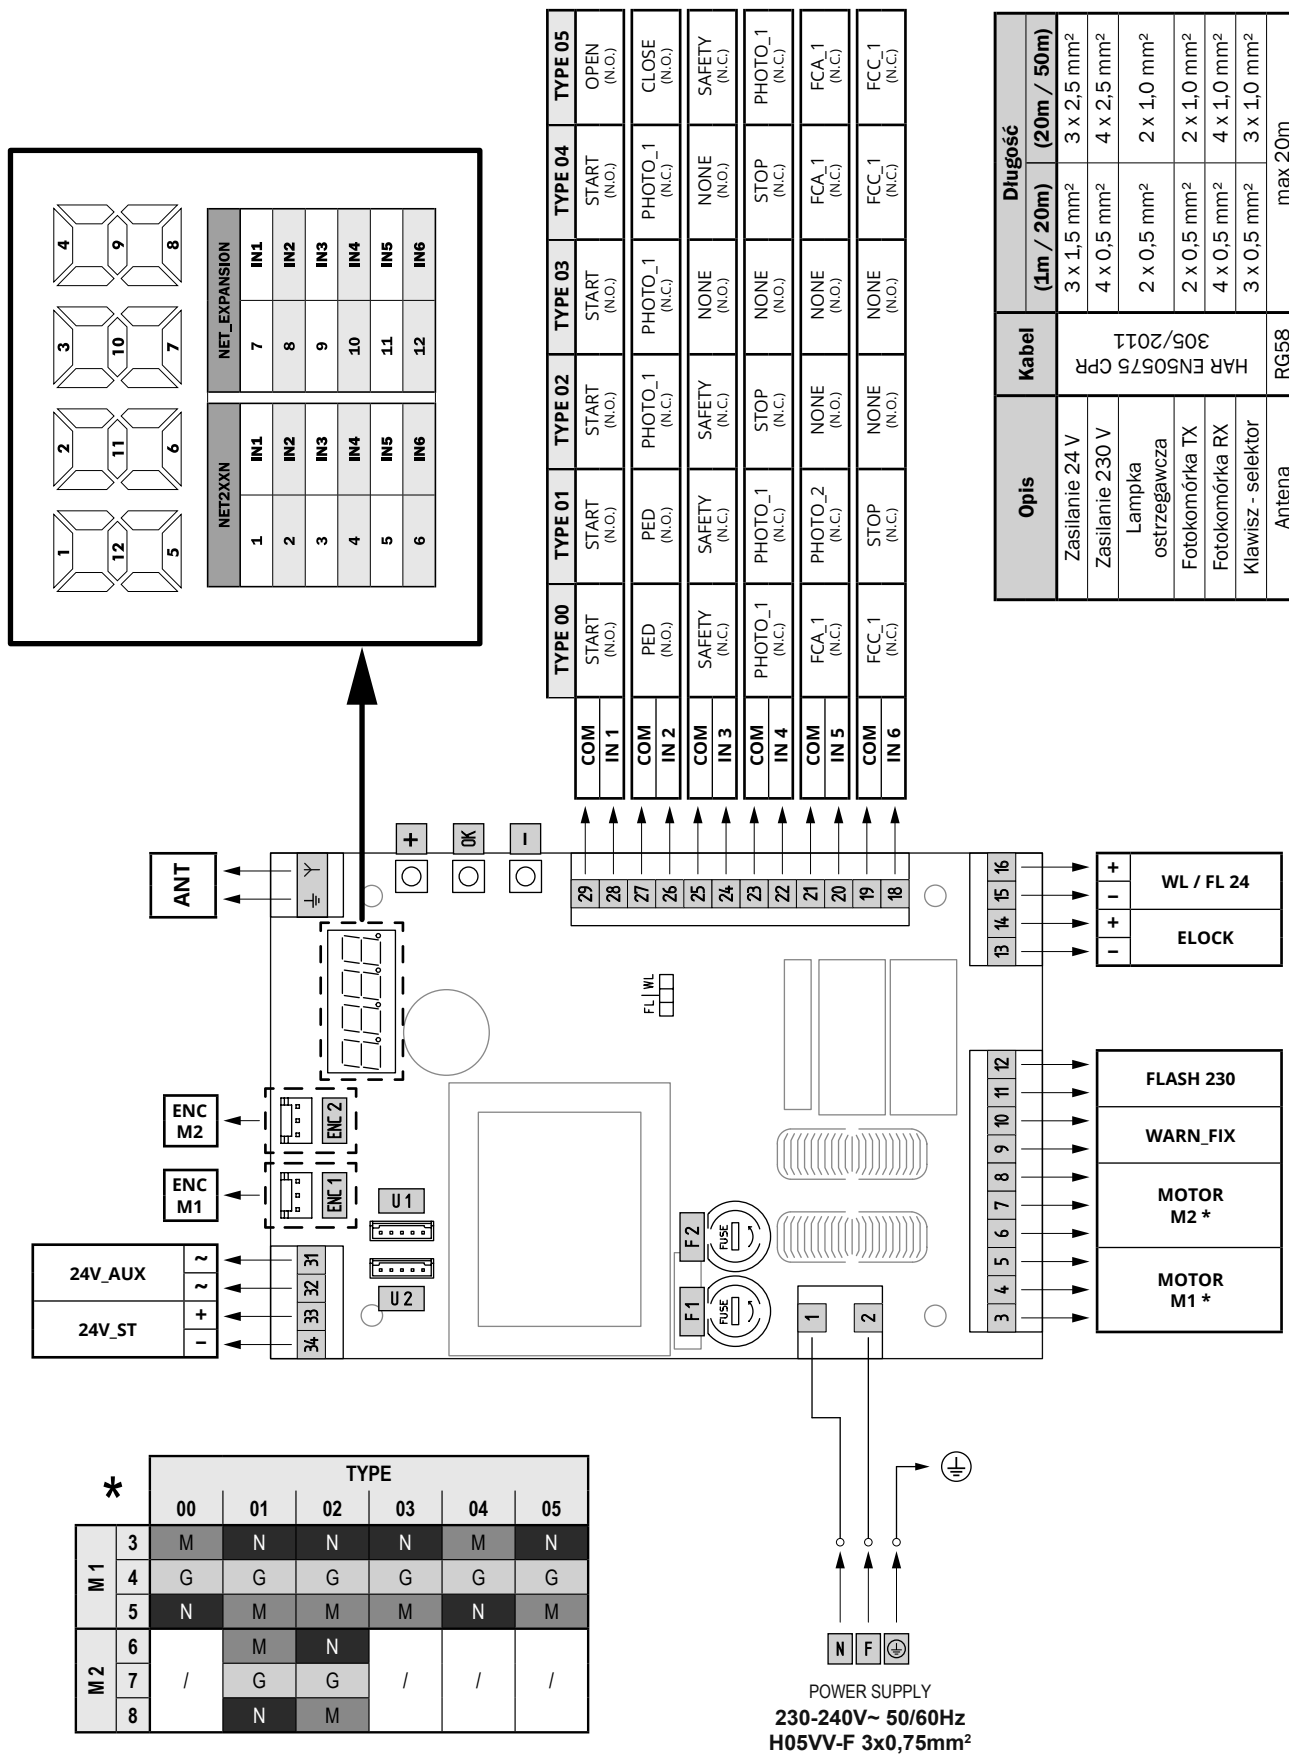 4 9 8
3 10 7
2 11 6
1 12 5
NET2XXN NET_EXPANSION
1 IN1 7 IN1
2 IN2 8 IN2
3 IN3 9 IN3
4 IN4 10 IN4
5 IN5 11 IN5
6 IN6 12 IN6
TYPE 00 TYPE 01 TYPE 02 TYPE 03 TYPE 04 TYPE 05
COM IN 1 START (N.O.) START (N.O.) START (N.O.) START (N.O.) START (N.O.) OPEN (N.O.)
COM IN 2 PED (N.O.) PED (N.O.) PHOTO_1 (N.C.) PHOTO_1 (N.C.) PHOTO_1 (N.C.) CLOSE (N.O.)
COM IN 3 SAFETY (N.C.) SAFETY (N.C.) SAFETY (N.C.) NONE (N.C.) NONE (N.C.) SAFETY (N.C.)
COM IN 4 PHOTO_1 (N.C.) PHOTO_1 (N.C.) STOP (N.C.) NONE (N.C.) STOP (N.C.) PHOTO_1 (N.C.)
COM IN 5 FCA_1 (N.C.) PHOTO_2 (N.C.) NONE (N.C.) NONE (N.C.) FCA_1 (N.C.) FCA_1 (N.C.)
COM IN 6 FCC_1 (N.C.) STOP (N.C.) NONE (N.C.) NONE (N.C.) FCC_1 (N.C.) FCC_1 (N.C.)
Opis Kabel Długość
(1m / 20m) (20m / 50m)
Zasilanie 24 V HAR EN50575 CPR 305/2011 3 x 1,5 mm² 3 x 2,5 mm²
Zasilanie 230 V 4 x 0,5 mm² 4 x 2,5 mm²
Lampka ostrzegawcza 2 x 0,5 mm² 2 x 1,0 mm²
Fotokomórka TX 2 x 0,5 mm² 2 x 1,0 mm²
Fotokomórka RX 4 x 0,5 mm² 4 x 1,0 mm²
Klawisz - selektor 3 x 0,5 mm² 3 x 1,0 mm²
Antena RG58 max 20m
ANT
+ OK −
29 28 27 26 25 24 23 22 21 20 19 18
FL WL
16 + WL / FL 24
15 −
14 + ELOCK
13 −
12 FLASH 230
11
10 WARN_FIX
9
8 MOTOR
7 M2 *
6
5 MOTOR
4 M1 *
3
ENC M2 ENC 2
ENC M1 ENC 1
U 1
U 2
F 2 FUSE
F 1 FUSE
24V_AUX ~ 31
~ 32
24V_ST + 33
− 34
1 2
N F
POWER SUPPLY
230-240V~ 50/60Hz
H05VV-F 3x0,75mm²
* TYPE
00 01 02 03 04 05
M 1 3 M N N N M N
4 G G G G G G
5 N M M M N M
M 2 6 / M N / / /
7 G G
8 N M